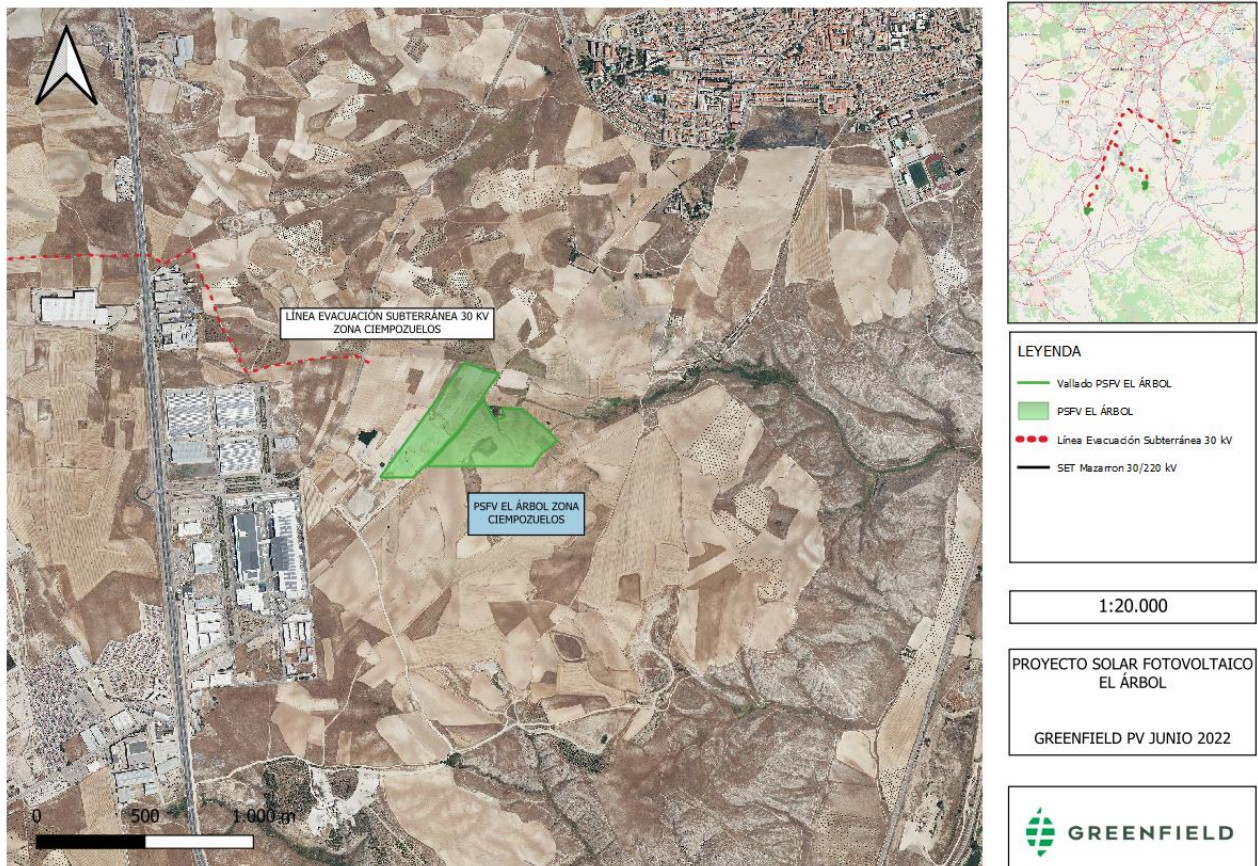 LÍNEA EVACUACIÓN SUBTERRÁNEA 30 KV
ZONA CIEMPOZUELOS
PSFV EL ÁRBOL ZONA
CIEMPOZUELOS
0 500 1.000 m
LEYENDA
Vallado PSFV EL ÁRBOL
PSFV EL ÁRBOL
Línea Evacuación Subterránea 30 kV
SET Mazarron 30/220 kV
1:20.000
PROYECTO SOLAR FOTOVOLTAICO
EL ÁRBOL
GREENFIELD PV JUNIO 2022
GREENFIELD